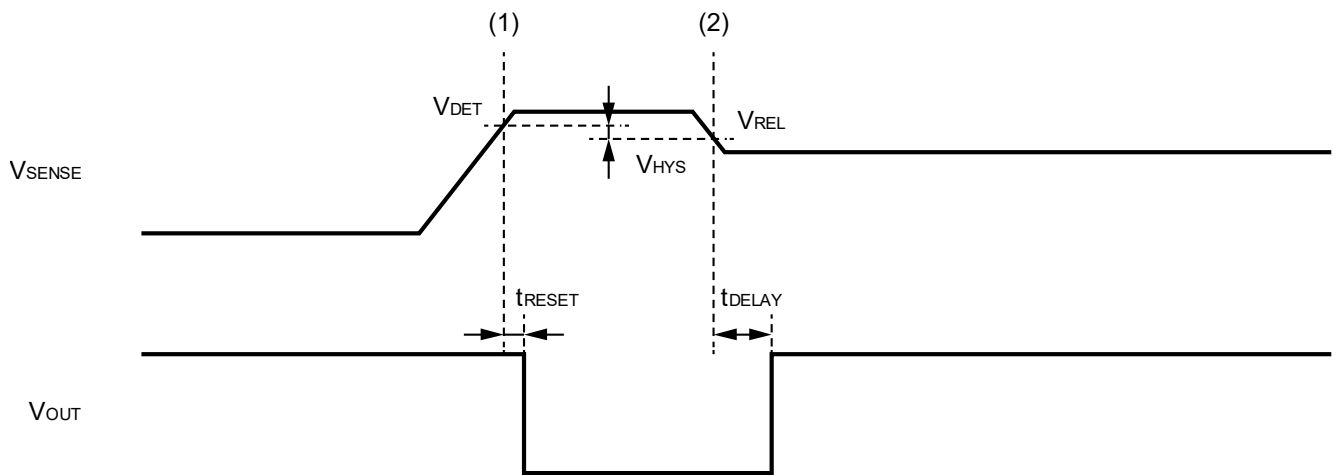 (1) (2)
VDET
VREL
VSENSE
VHYS
tRESET tDELAY
VOUT